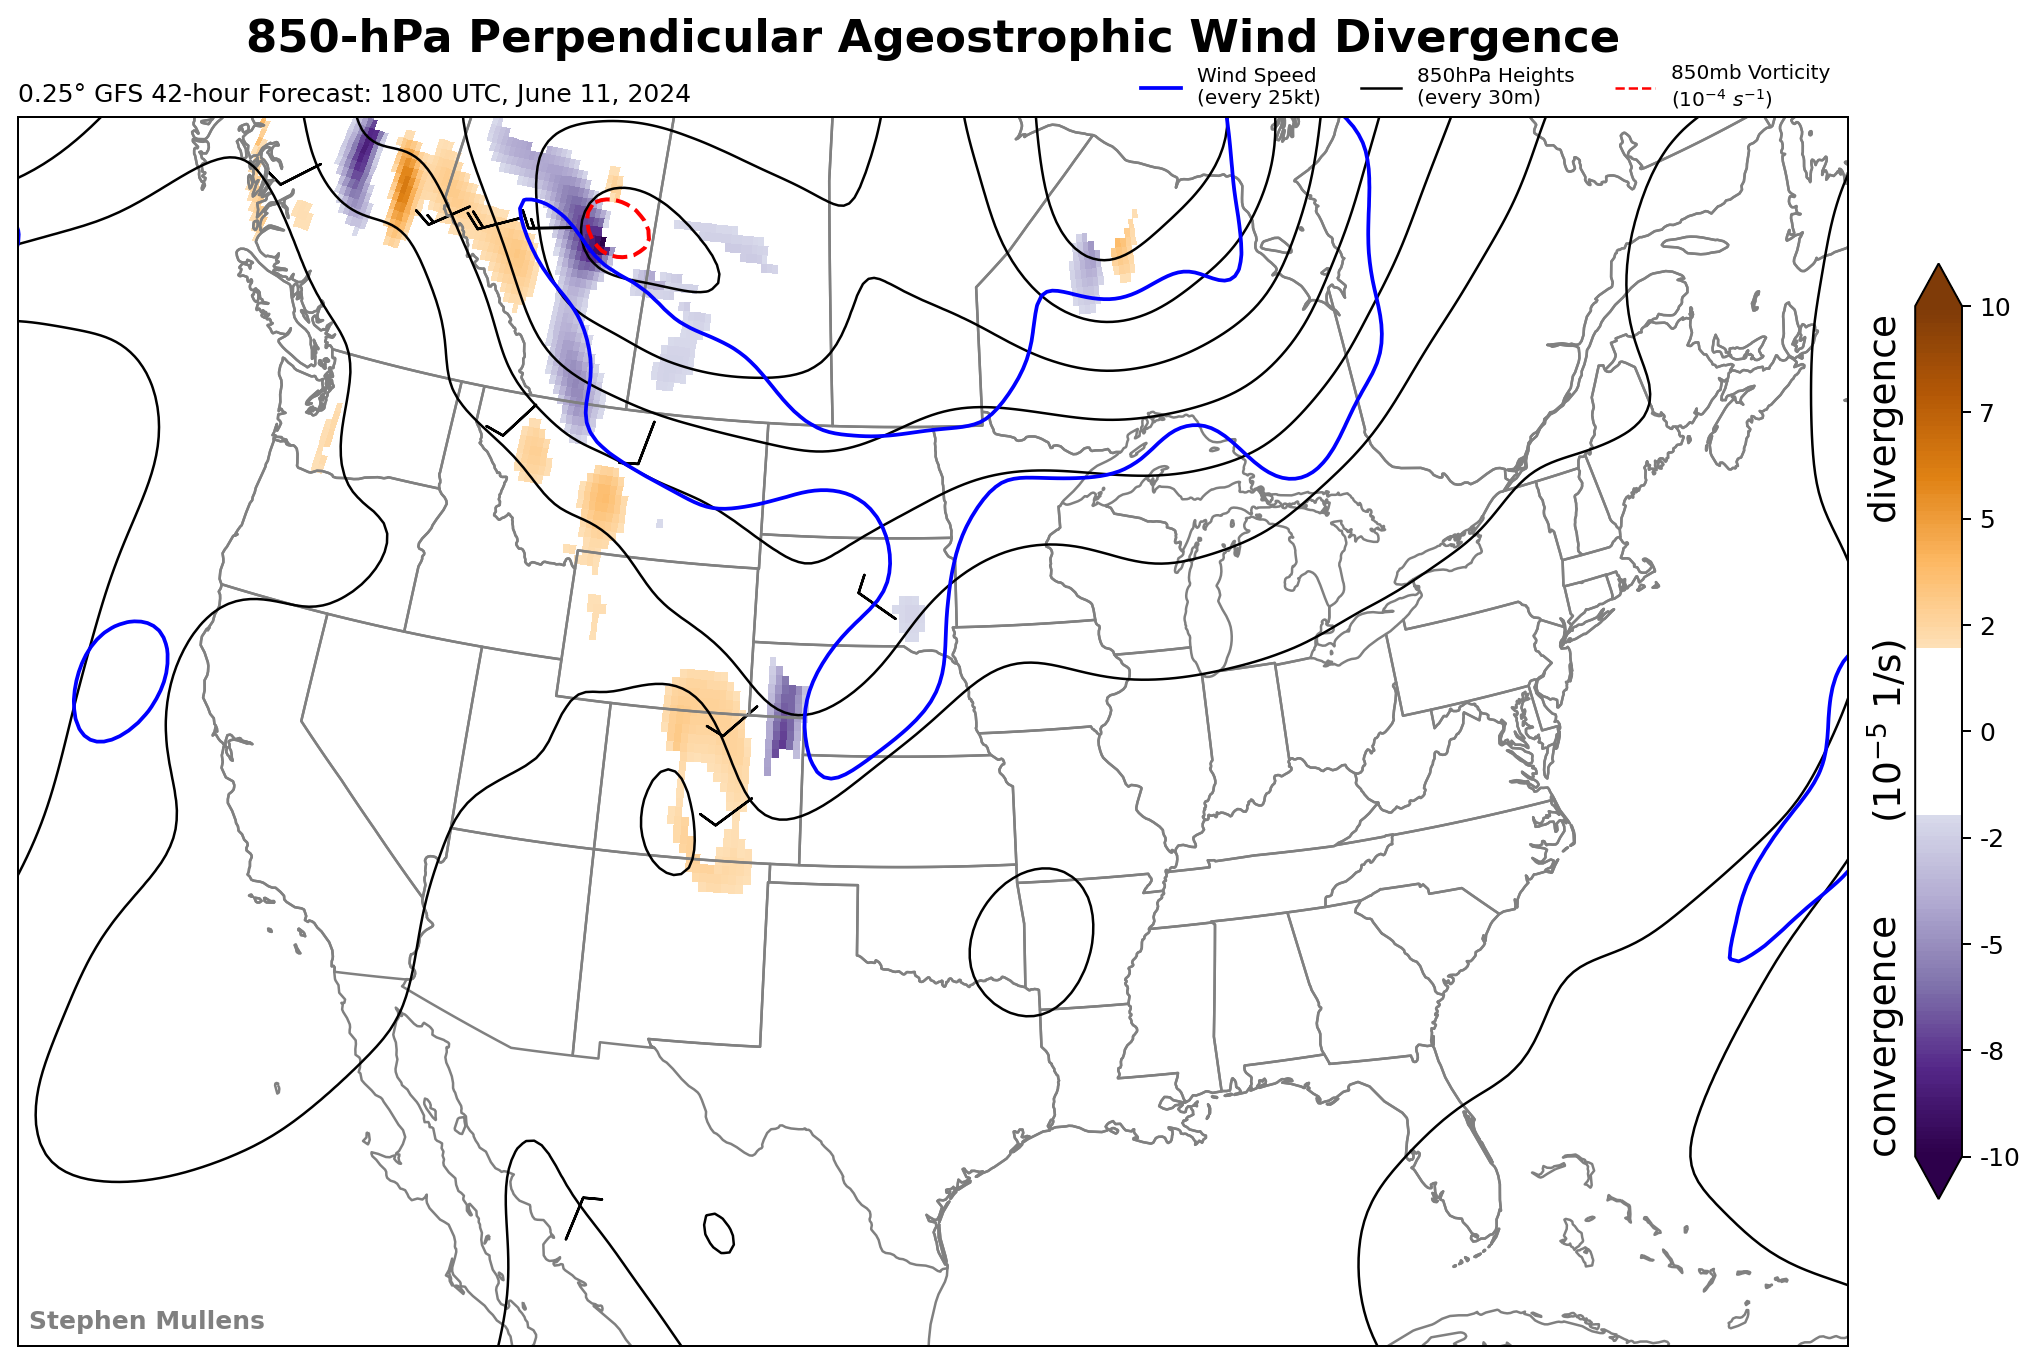 850-hPa Perpendicular Ageostrophic Wind Divergence
0.25° GFS 42-hour Forecast: 1800 UTC, June 11, 2024
Wind Speed
(every 25kt)
850hPa Heights
(every 30m)
850mb Vorticity
(10⁻⁴ s⁻¹)
10
7
5
2
0
-2
-5
-8
-10
convergence (10⁻⁵ 1/s) divergence
Stephen Mullens